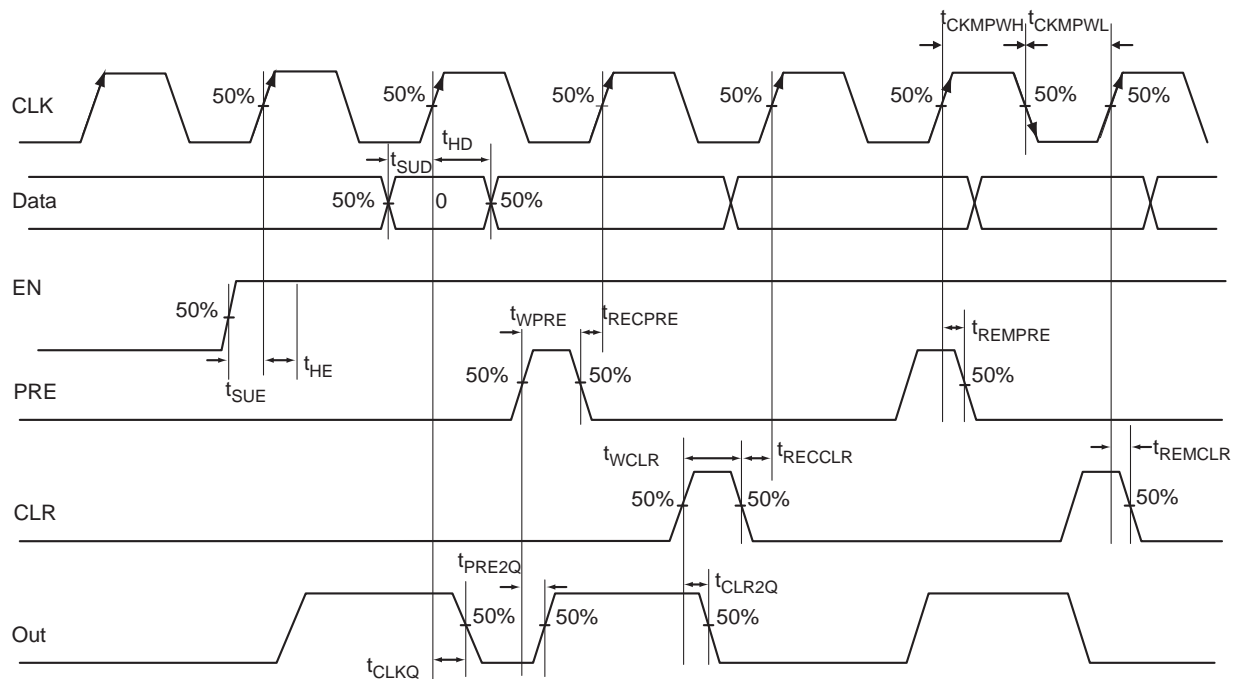 tCKMPWH tCKMPWL
CLK
50% 50% 50% 50% 50% 50% 50%
tSUD
tHD
Data
50% 0 50%
EN
50%
tSUE
tHE
tWPRE
tRECPRE
tREMPRE
PRE
50% 50% 50%
tWCLR
tRECCLR
tREMCLR
CLR
50% 50% 50%
tPRE2Q
tCLR2Q
Out
50% 50% 50%
tCLKQ